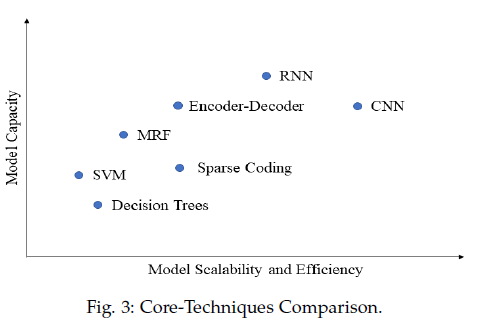 RNN
Encoder-Decoder
CNN
MRF
Sparse Coding
SVM
Decision Trees
Model Capacity
Model Scalability and Efficiency
Fig. 3: Core-Techniques Comparison.